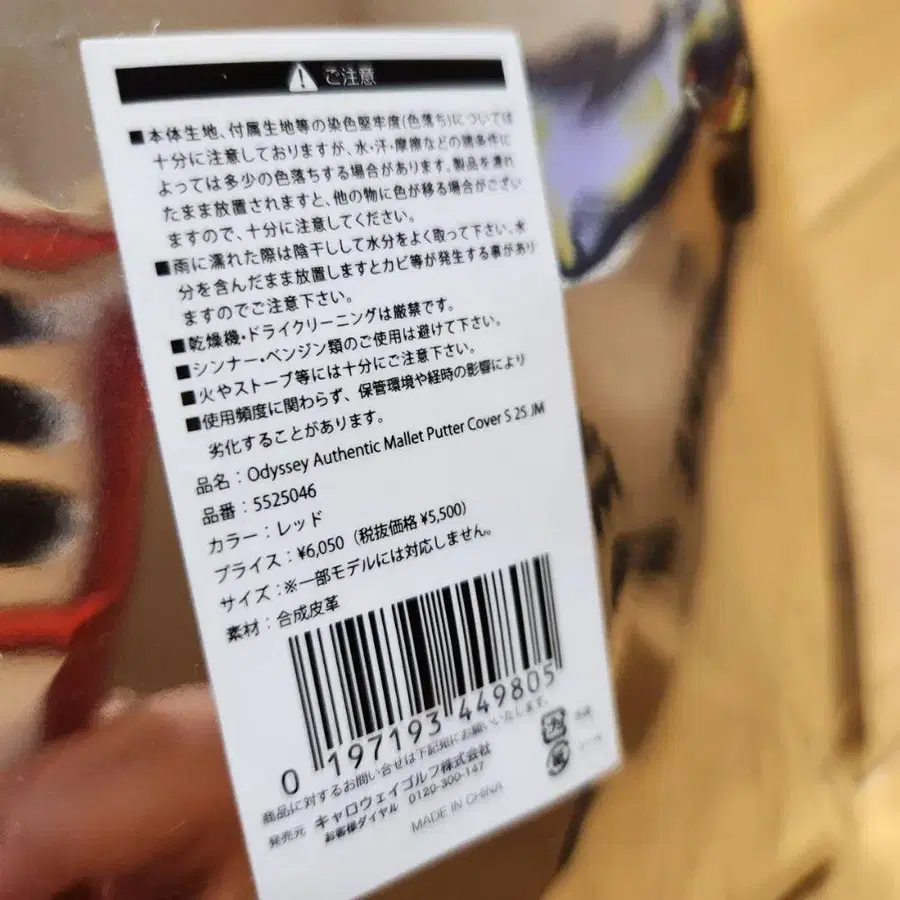 ご注意
■本体生地、付属生地等の染色堅牢度(色落ち)については
十分に注意しておりますが、水・汗・摩擦などの諸条件に
よっては多少の色落ちする場合があります。製品を濡れ
たまま放置されますと、他の物に色が移る場合がござい
ますので、十分に注意してください。
■雨に濡れた際は陰干しして水分をよく取って下さい。水
分を含んだまま放置しますとカビ等が発生する事があり
ますのでご注意下さい。
■乾燥機・ドライクリーニングは厳禁です。
■シンナー・ベンジン類のご使用は避けて下さい。
■火やストーブ等には十分にご注意下さい。
■使用頻度に関わらず、保管環境や経時の影響により
劣化することがあります。
品名：Odyssey Authentic Mallet Putter Cover S 25 JM
品番：5525046
カラー：レッド
プライス：¥6,050（税抜価格 ¥5,500）
サイズ：※一部モデルには対応しません。
素材：合成皮革
0 197193 449805
商品に対するお問い合せは下記宛にお願いいたします。
発売元 キャロウェイゴルフ株式会社
お客様ダイヤル 0120-300-147
MADE IN CHINA